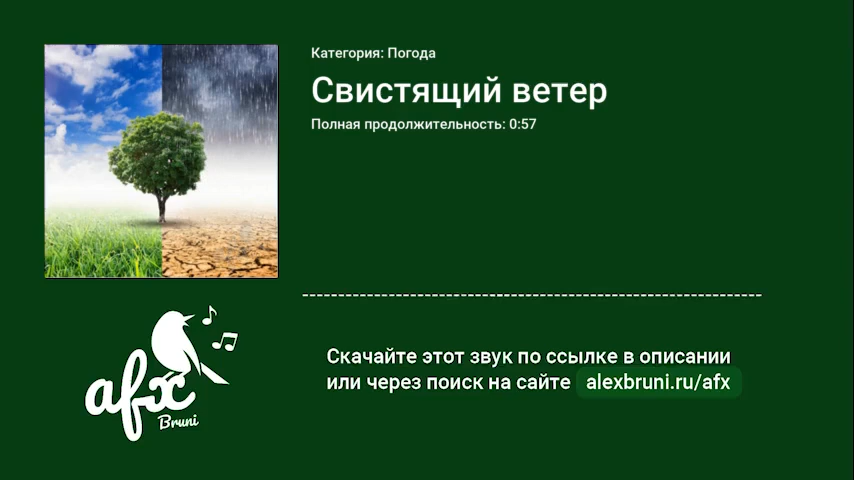 Категория: Погода
Свистящий ветер
Полная продолжительность: 0:57
Скачайте этот звук по ссылке в описании
или через поиск на сайте alexbruni.ru/afx
afx
Bruni